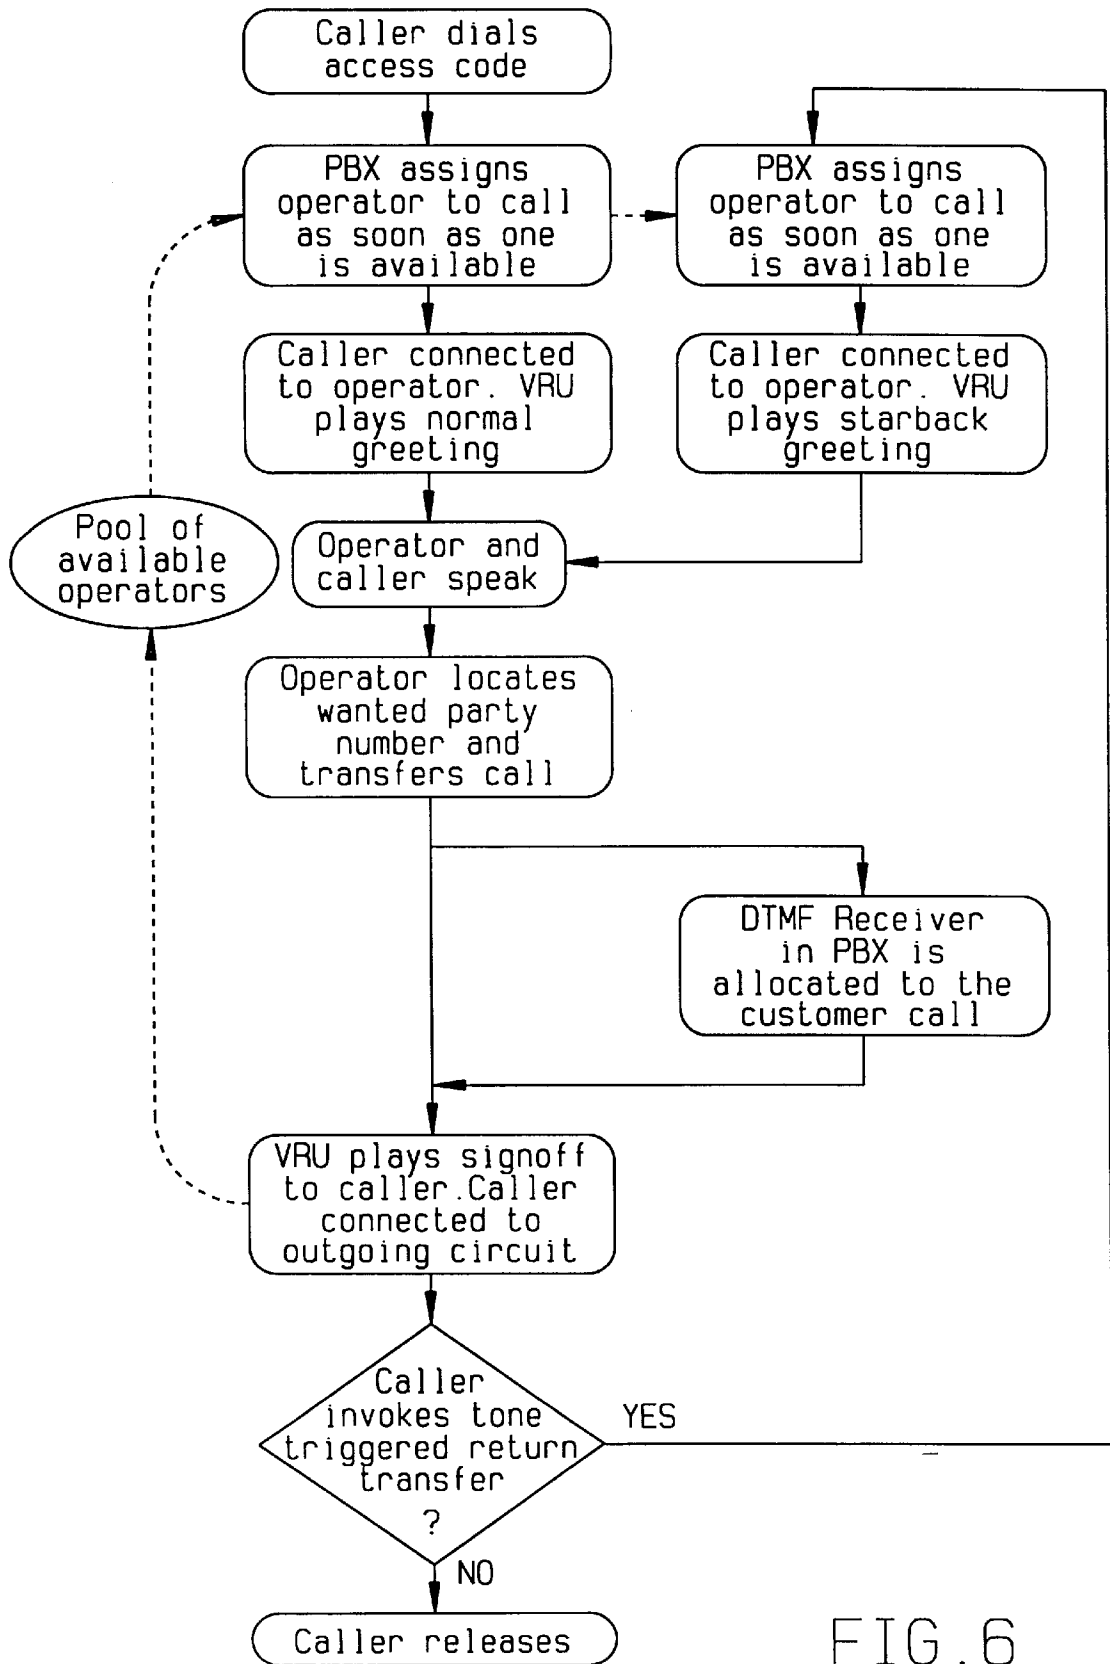 Caller dials
access code
PBX assigns
operator to call
as soon as one
is available
PBX assigns
operator to call
as soon as one
is available
Caller connected
to operator. VRU
plays normal
greeting
Caller connected
to operator. VRU
plays starback
greeting
Pool of
available
operators
Operator and
caller speak
Operator locates
wanted party
number and
transfers call
DTMF Receiver
in PBX is
allocated to the
customer call
VRU plays signoff
to caller.Caller
connected to
outgoing circuit
Caller
invokes tone
triggered return
transfer
?
YES
NO
Caller releases
FIG.6